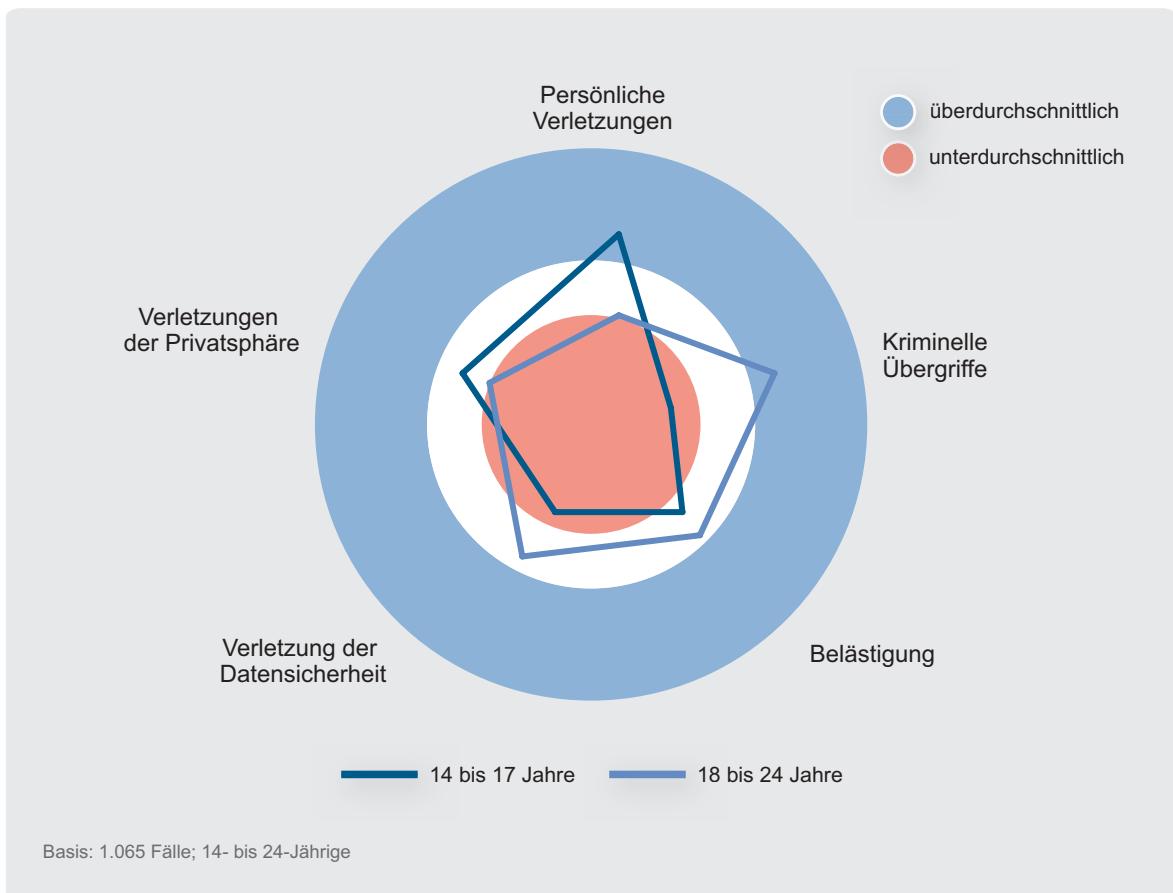 Persönliche
Verletzungen
überdurchschnittlich
unterdurchschnittlich
Verletzungen
der Privatsphäre
Kriminelle
Übergriffe
Verletzung der
Datensicherheit
Belästigung
14 bis 17 Jahre
18 bis 24 Jahre
Basis: 1.065 Fälle; 14- bis 24-Jährige